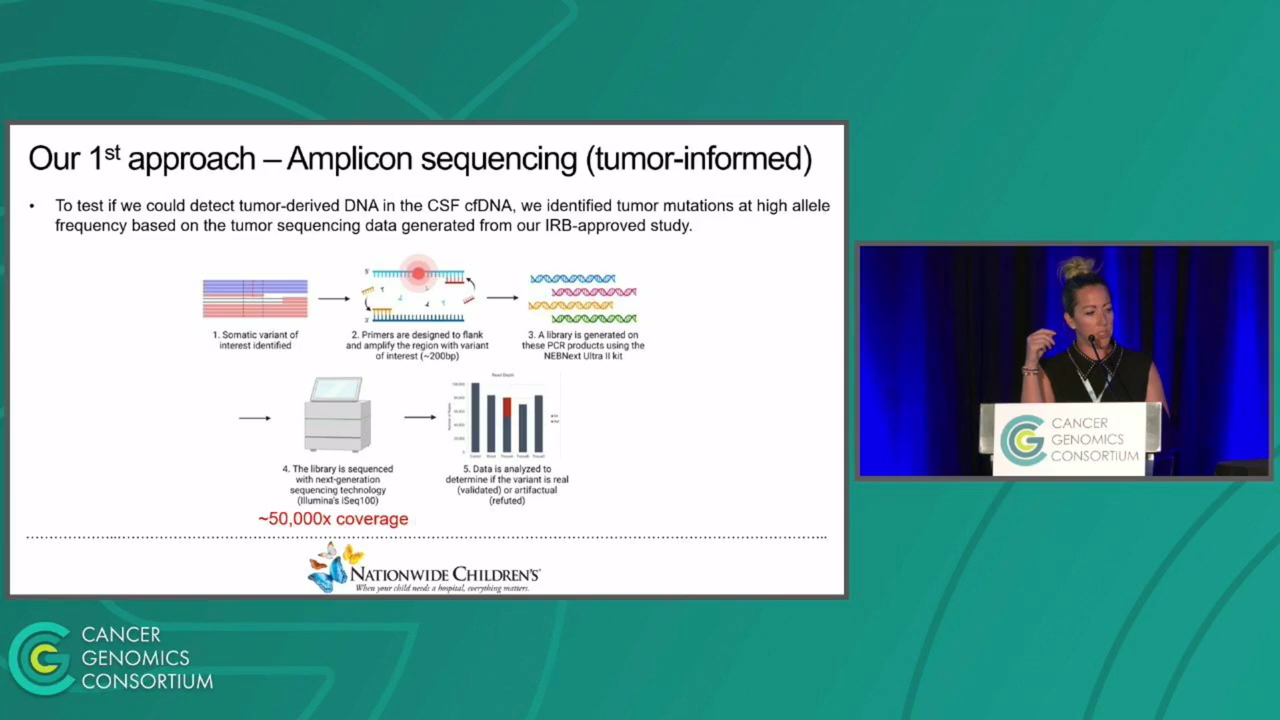 Our 1st approach – Amplicon sequencing (tumor-informed)
• To test if we could detect tumor-derived DNA in the CSF cfDNA, we identified tumor mutations at high allele
frequency based on the tumor sequencing data generated from our IRB-approved study.
1. Somatic variant of
interest identified
5'
3'
2. Primers are designed to flank
and amplify the region with variant
of interest (~200bp)
3. A library is generated on
these PCR products using the
NEBNext Ultra II kit
4. The library is sequenced
with next-generation
sequencing technology
(Illumina's iSeq100)
~50,000x coverage
Read Depth
5. Data is analyzed to
determine if the variant is real
(validated) or artifactual
(refuted)
NATIONWIDE CHILDREN'S
When your child needs a hospital, everything matters.
CANCER
GENOMICS
CONSORTIUM
CANCER
GENOMICS
CONSORTIUM